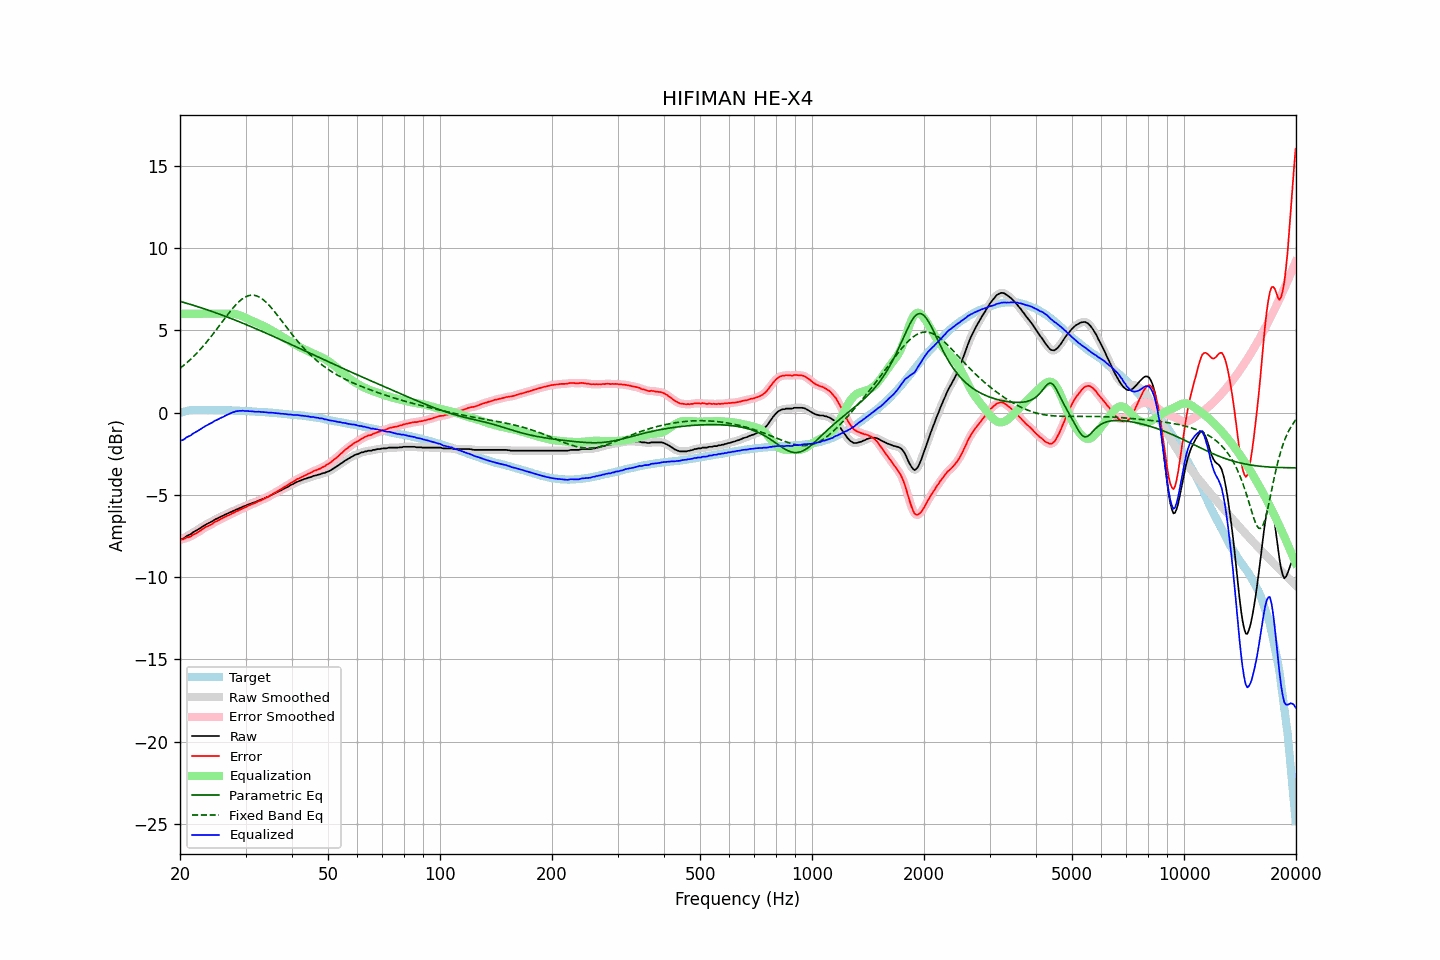 HIFIMAN HE-X4
Amplitude (dBr)
15
10
5
0
−5
−10
−15
−20
−25
Target
Raw Smoothed
Error Smoothed
Raw
Error
Equalization
Parametric Eq
Fixed Band Eq
Equalized
20 50 100 200 500 1000 2000 5000 10000 20000
Frequency (Hz)